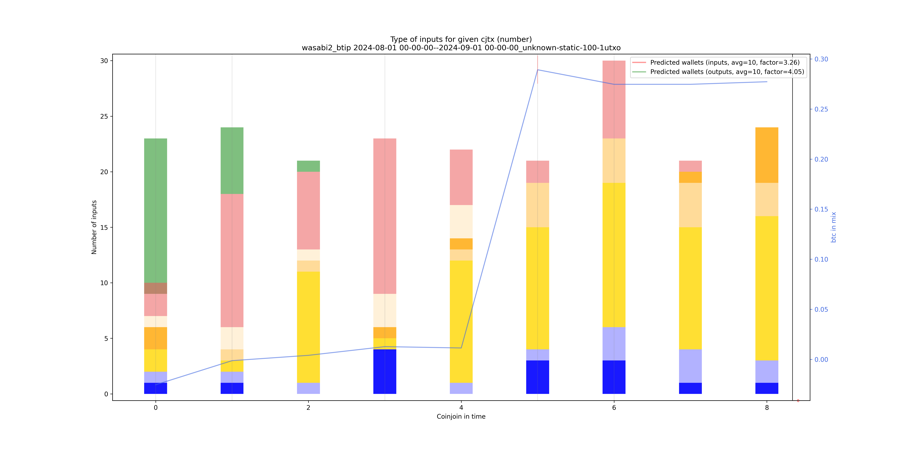 Type of inputs for given cjtx (number)
wasabi2_btip 2024-08-01 00-00-00--2024-09-01 00-00-00_unknown-static-100-1utxo
Predicted wallets (inputs, avg=10, factor=3.26)
Predicted wallets (outputs, avg=10, factor=4.05)
Number of inputs
30
25
20
15
10
5
0
0
2
4
6
8
Coinjoin in time
0.30
0.25
0.20
0.15
0.10
0.05
0.00
btc in mix